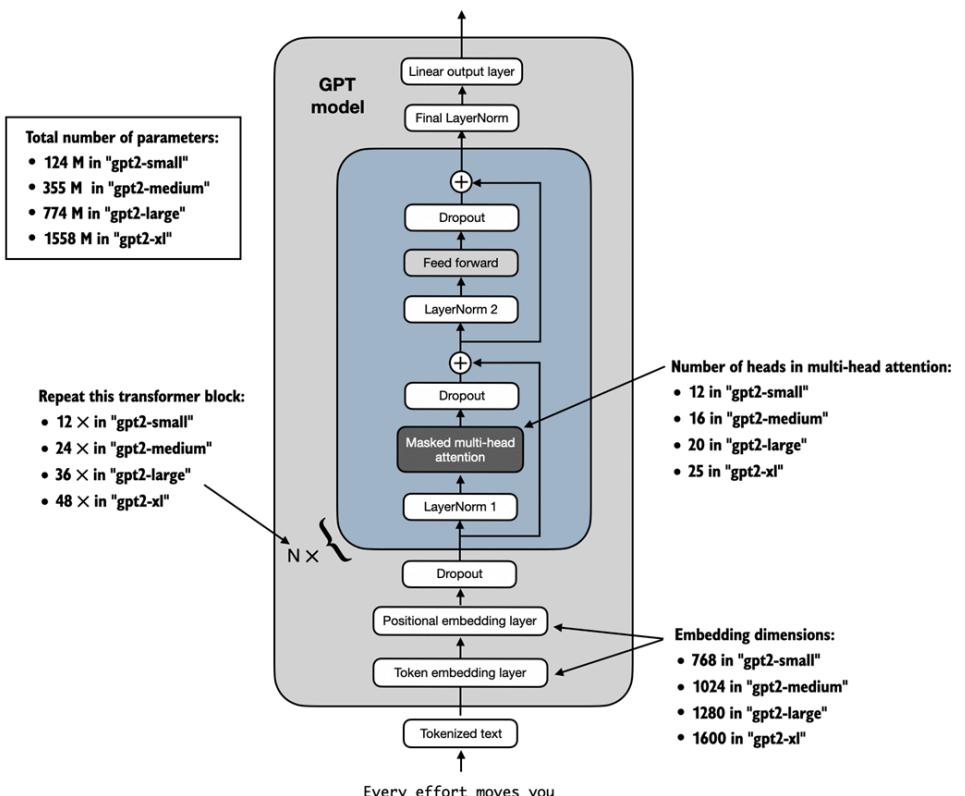 Linear output layer
GPT
model
Final LayerNorm
Total number of parameters:
• 124 M in "gpt2-small"
• 355 M in "gpt2-medium"
• 774 M in "gpt2-large"
• 1558 M in "gpt2-xl"
+
Dropout
Feed forward
LayerNorm 2
+
Dropout
Masked multi-head
attention
LayerNorm 1
Number of heads in multi-head attention:
• 12 in "gpt2-small"
• 16 in "gpt2-medium"
• 20 in "gpt2-large"
• 25 in "gpt2-xl"
Repeat this transformer block:
• 12 × in "gpt2-small"
• 24 × in "gpt2-medium"
• 36 × in "gpt2-large"
• 48 × in "gpt2-xl"
N × {
Dropout
Positional embedding layer
Token embedding layer
Embedding dimensions:
• 768 in "gpt2-small"
• 1024 in "gpt2-medium"
• 1280 in "gpt2-large"
• 1600 in "gpt2-xl"
Tokenized text
Every effort moves you